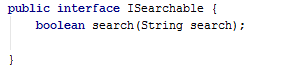 public interface ISearchable {
    boolean search(String search);
}